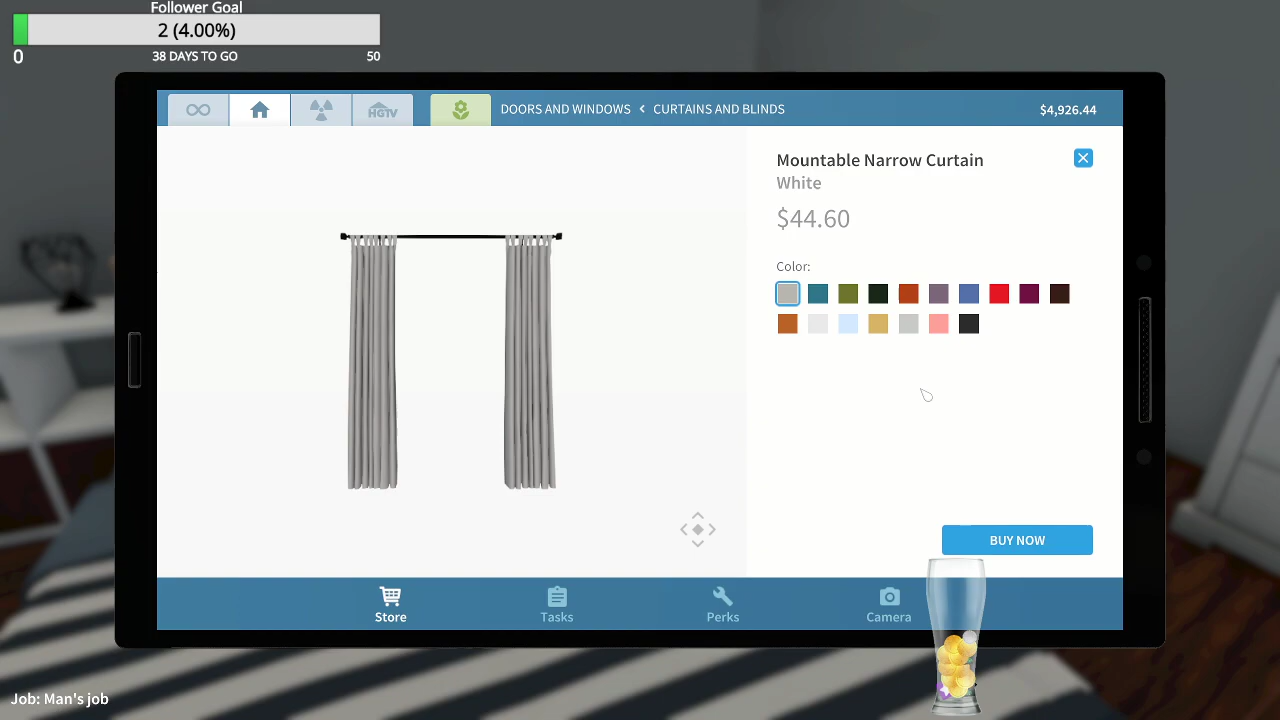 Follower Goal
2 (4.00%)
0
38 DAYS TO GO
50
HGTV
DOORS AND WINDOWS < CURTAINS AND BLINDS
$4,926.44
Mountable Narrow Curtain
White
$44.60
Color:
BUY NOW
Store
Tasks
Perks
Camera
Job: Man's job